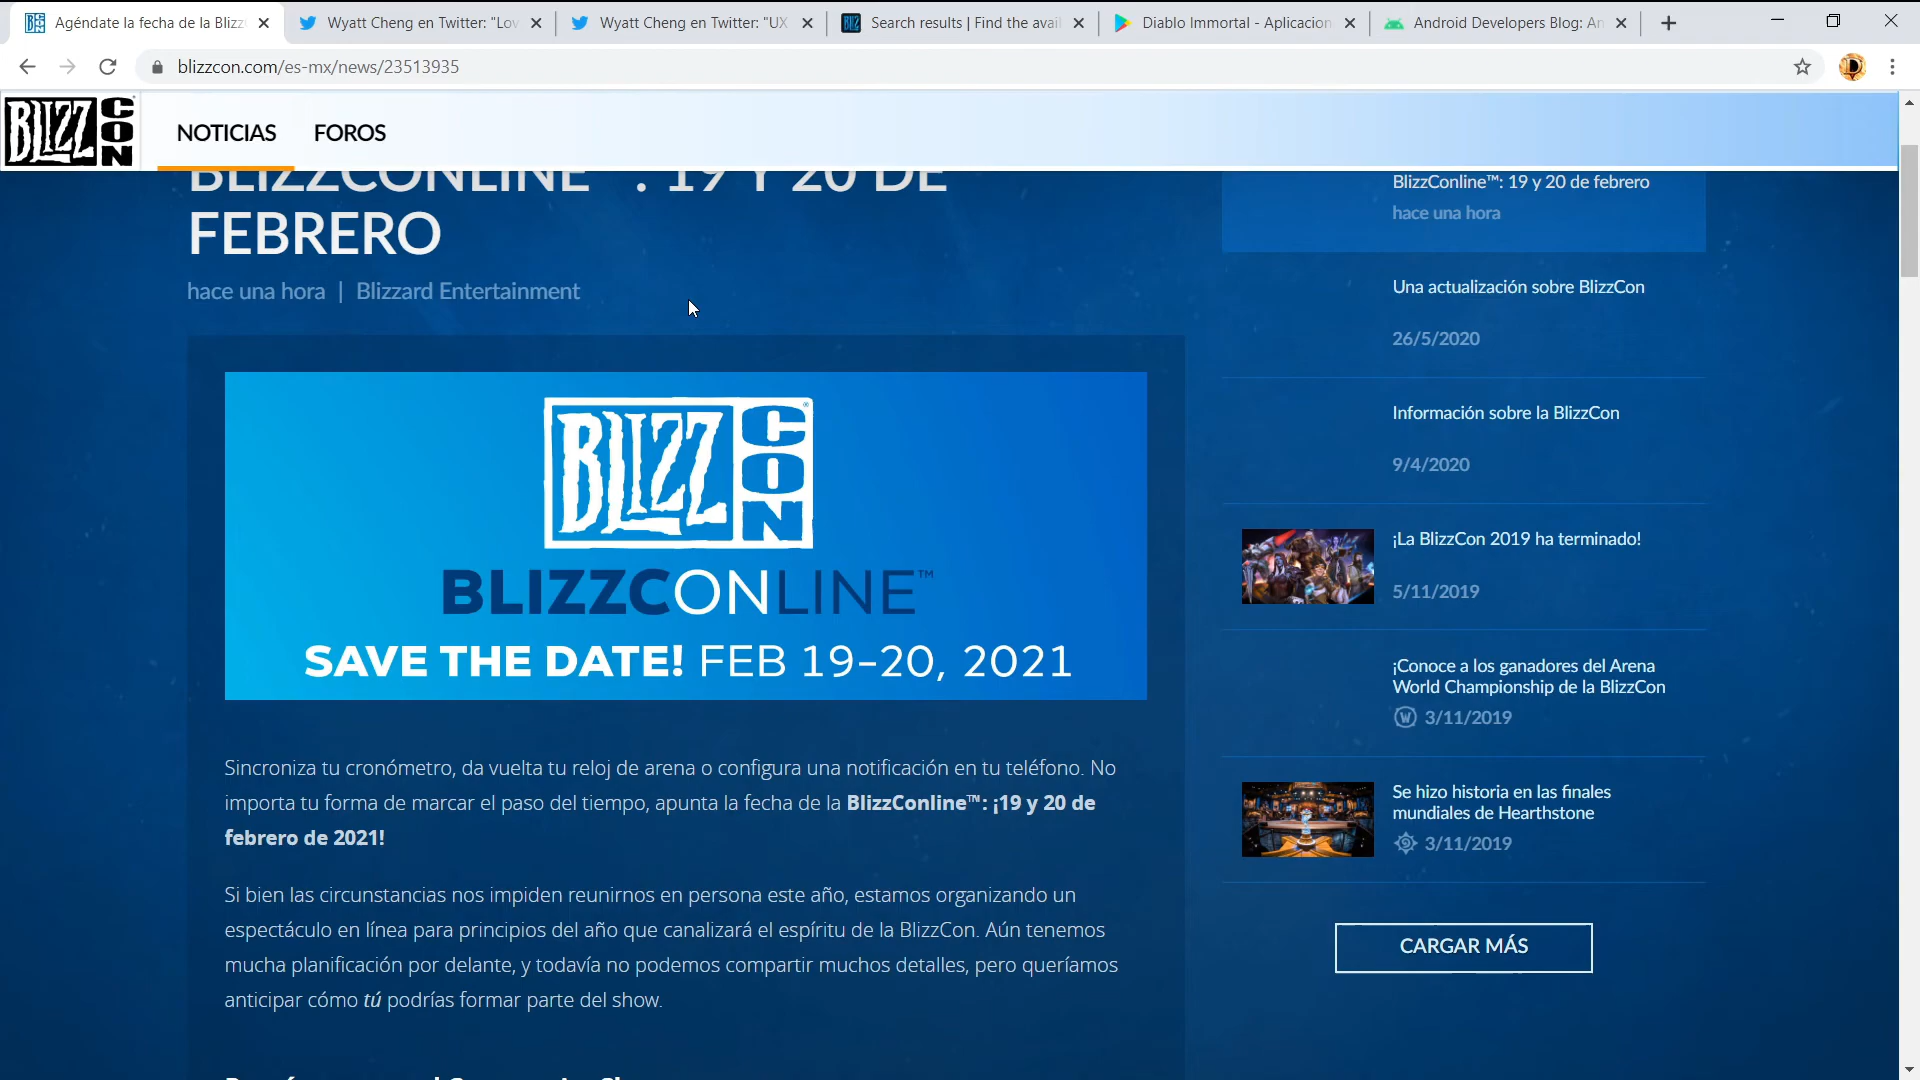 Agéndate la fecha de la Blizz
Wyatt Cheng en Twitter: "Lov
Wyatt Cheng en Twitter: "UX
Search results | Find the avai
Diablo Immortal - Aplicacion
Android Developers Blog: An
blizzcon.com/es-mx/news/23513935
BLIZZ CON
NOTICIAS
FOROS
BLIZZCONLINE™ : 19 Y 20 DE
FEBRERO
hace una hora | Blizzard Entertainment
BLIZZ CON
BLIZZCONLINE™
SAVE THE DATE! FEB 19-20, 2021
Sincroniza tu cronómetro, da vuelta tu reloj de arena o configura una notificación en tu teléfono. No
importa tu forma de marcar el paso del tiempo, apunta la fecha de la BlizzConline™: ¡19 y 20 de
febrero de 2021!
Si bien las circunstancias nos impiden reunirnos en persona este año, estamos organizando un
espectáculo en línea para principios del año que canalizará el espíritu de la BlizzCon. Aún tenemos
mucha planificación por delante, y todavía no podemos compartir muchos detalles, pero queríamos
anticipar cómo tú podrías formar parte del show.
BlizzConline™: 19 y 20 de febrero
hace una hora
Una actualización sobre BlizzCon
26/5/2020
Información sobre la BlizzCon
9/4/2020
¡La BlizzCon 2019 ha terminado!
5/11/2019
¡Conoce a los ganadores del Arena
World Championship de la BlizzCon
3/11/2019
Se hizo historia en las finales
mundiales de Hearthstone
3/11/2019
CARGAR MÁS